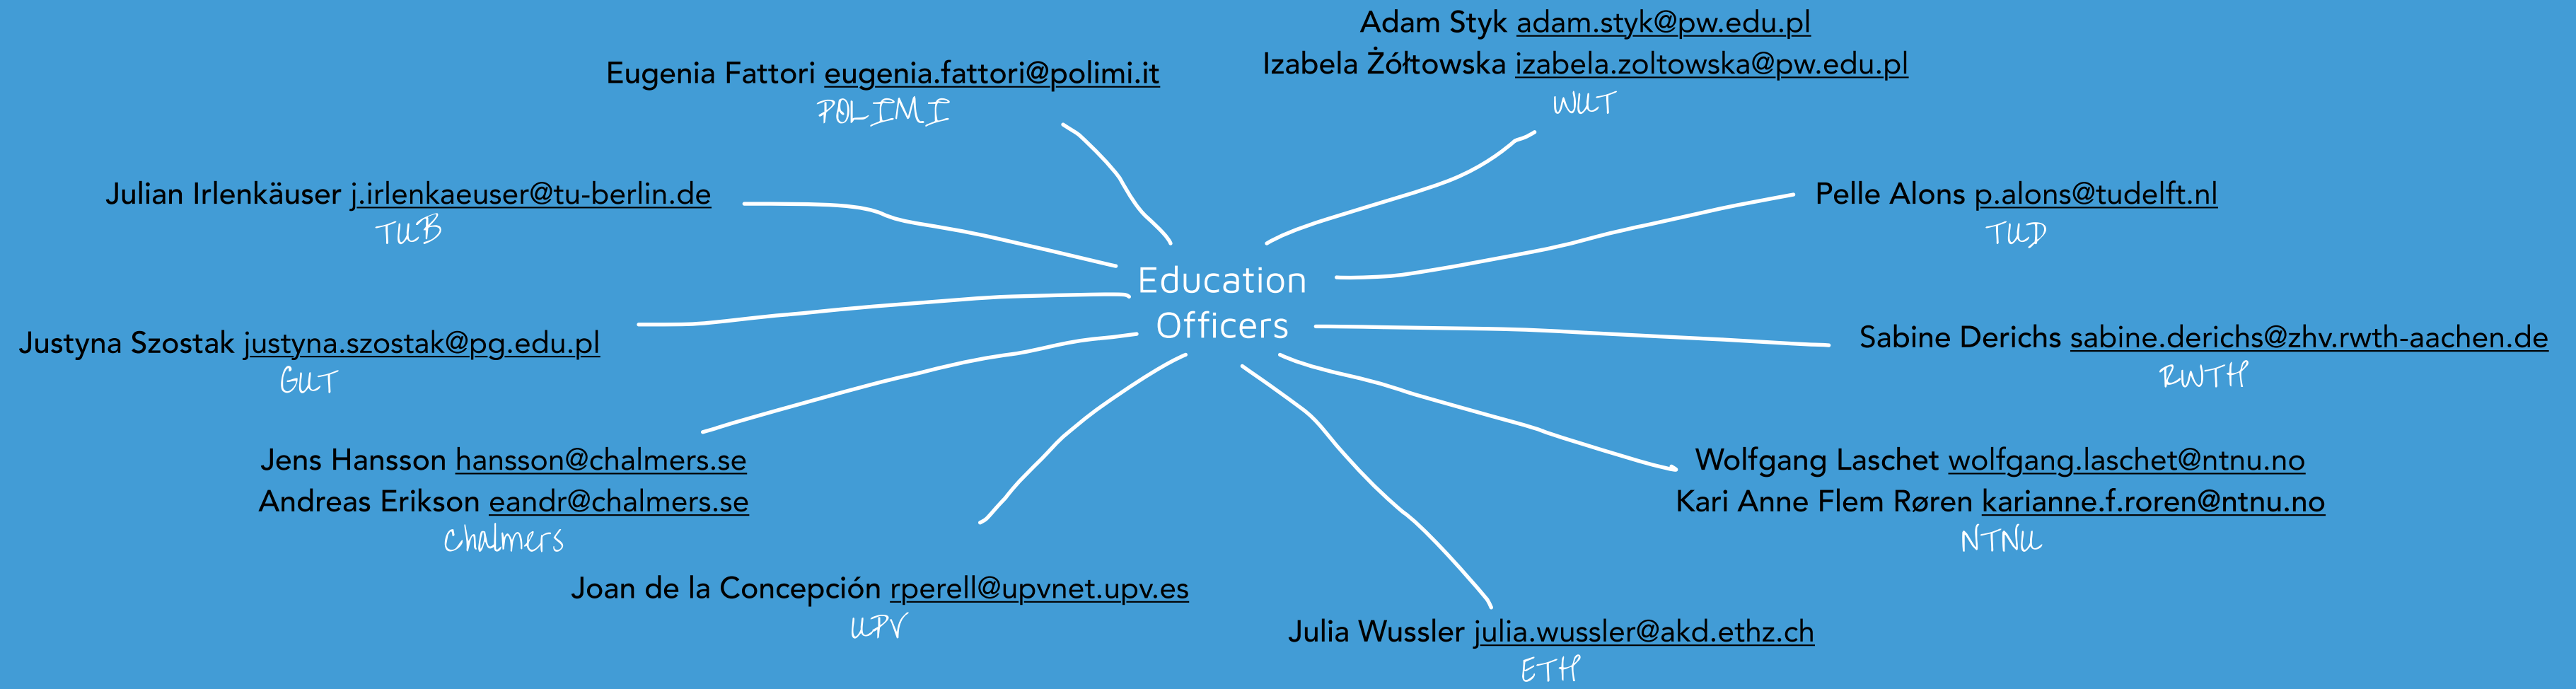 Adam Styk adam.styk@pw.edu.pl
Izabela Żółtowska izabela.zoltowska@pw.edu.pl
WUT
Eugenia Fattori eugenia.fattori@polimi.it
POLIMI
Julian Irlenkäuser j.irlenkaeuser@tu-berlin.de
TUB
Pelle Alons p.alons@tudelft.nl
TUD
Education
Officers
Justyna Szostak justyna.szostak@pg.edu.pl
GUT
Sabine Derichs sabine.derichs@zhv.rwth-aachen.de
RWTH
Jens Hansson hansson@chalmers.se
Andreas Erikson eandr@chalmers.se
Chalmers
Wolfgang Laschet wolfgang.laschet@ntnu.no
Kari Anne Flem Røren karianne.f.roren@ntnu.no
NTNU
Joan de la Concepción rperell@upvnet.upv.es
UPV
Julia Wussler julia.wussler@akd.ethz.ch
ETH